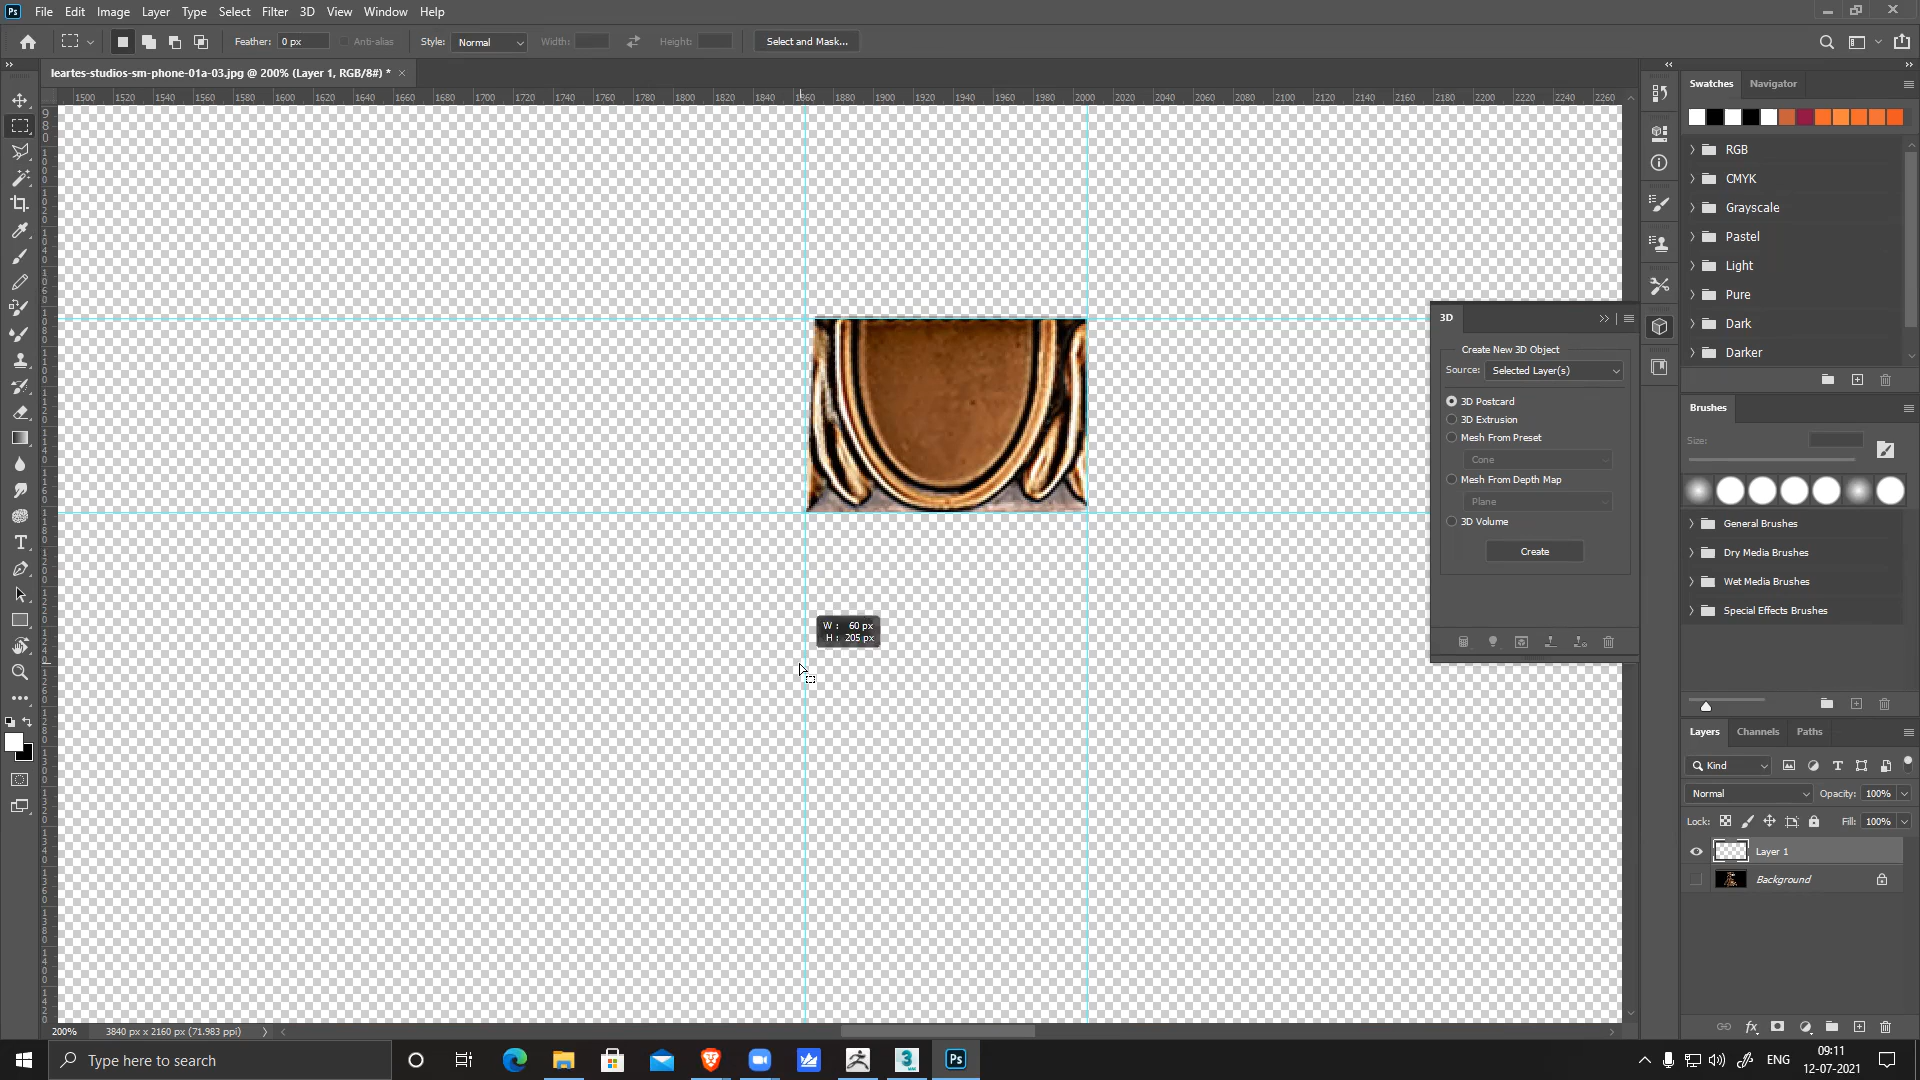 Ps File Edit Image Layer Type Select Filter 3D View Window Help
Feather: 0 px Anti-alias Style: Normal Width: Height: Select and Mask...
leartes-studios-sm-phone-01a-03.jpg @ 200% (Layer 1, RGB/8#) * ×
1500 1520 1540 1560 1580 1600 1620 1640 1660 1680 1700 1720 1740 1760 1780 1800 1820 1840 1860 1880 1900 1920 1940 1960 1980 2000 2020 2040 2060 2080 2100 2120 2140 2160 2180 2200 2220 2240 2260
Swatches Navigator
RGB
CMYK
Grayscale
Pastel
Light
Pure
Dark
Darker
3D
Create New 3D Object
Source: Selected Layer(s)
3D Postcard
3D Extrusion
Mesh From Preset
Cone
Mesh From Depth Map
Plane
3D Volume
Create
Brushes
Size:
General Brushes
Dry Media Brushes
Wet Media Brushes
Special Effects Brushes
W : 60 px
H : 205 px
Layers Channels Paths
Kind
Normal Opacity: 100%
Lock: Fill: 100%
Layer 1
Background
200% 3840 px x 2160 px (71.983 ppi)
Type here to search
3
Ps
ENG
09:11
12-07-2021